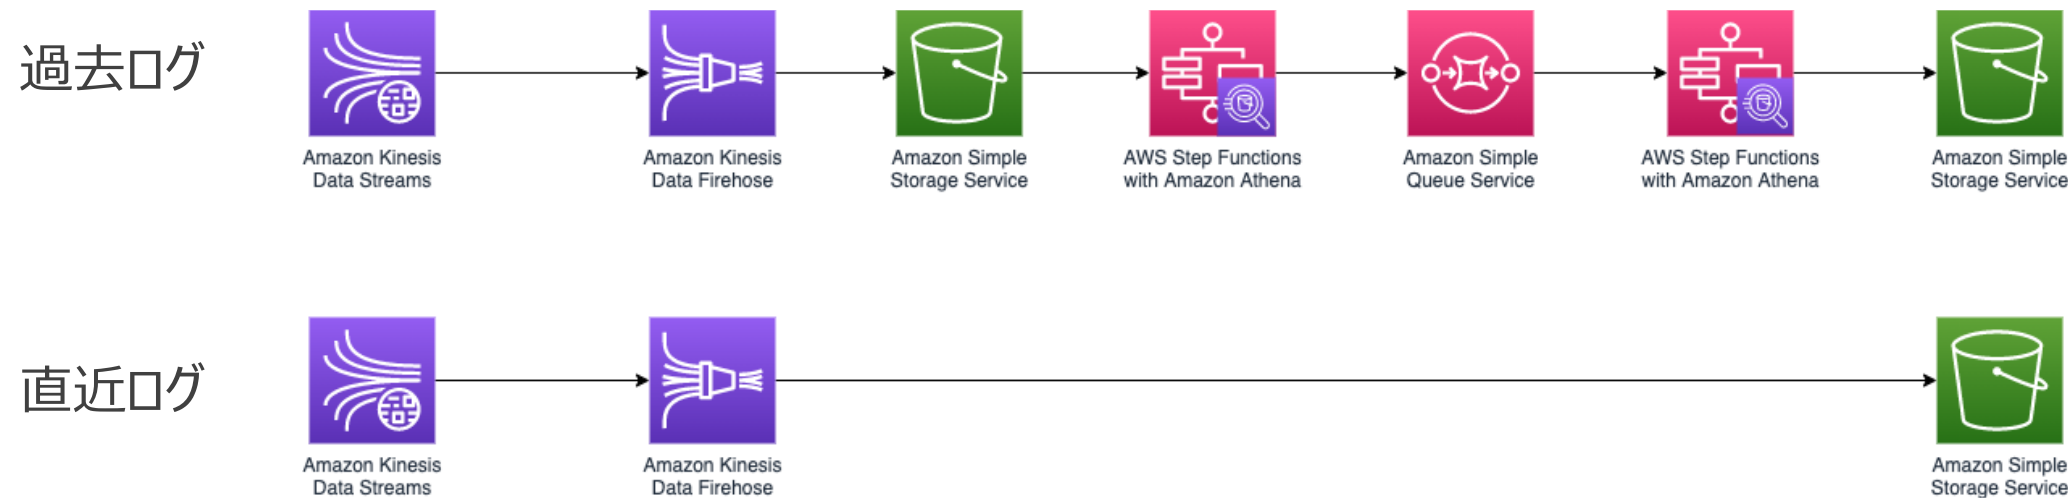 過去ログ
Amazon Kinesis
Data Streams
Amazon Kinesis
Data Firehose
Amazon Simple
Storage Service
AWS Step Functions
with Amazon Athena
Amazon Simple
Queue Service
AWS Step Functions
with Amazon Athena
Amazon Simple
Storage Service
直近ログ
Amazon Kinesis
Data Streams
Amazon Kinesis
Data Firehose
Amazon Simple
Storage Service